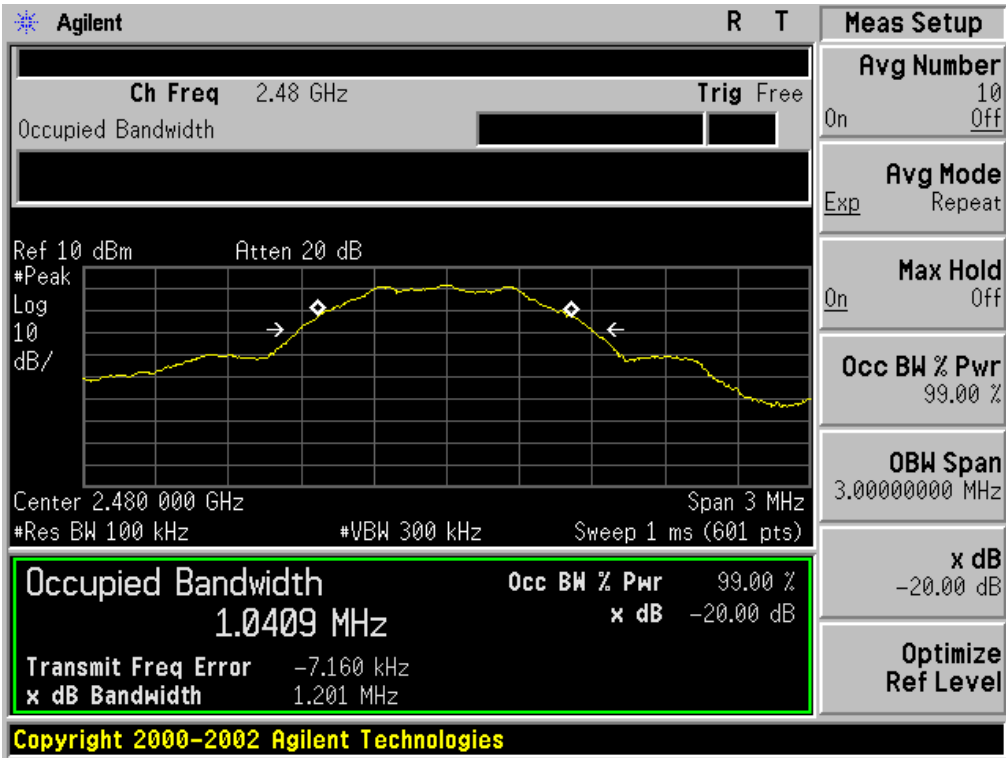 Agilent R T
Ch Freq 2.48 GHz Trig Free
Occupied Bandwidth
Ref 10 dBm Atten 20 dB
#Peak
Log
10
dB/
Center 2.480 000 GHz Span 3 MHz
#Res BW 100 kHz #VBW 300 kHz Sweep 1 ms (601 pts)
Occupied Bandwidth Occ BW % Pwr 99.00 %
1.0409 MHz x dB -20.00 dB
Transmit Freq Error -7.160 kHz
x dB Bandwidth 1.201 MHz
Copyright 2000-2002 Agilent Technologies
Meas Setup
Avg Number
10
On Off
Avg Mode
Exp Repeat
Max Hold
On Off
Occ BW % Pwr
99.00 %
OBW Span
3.00000000 MHz
x dB
-20.00 dB
Optimize
Ref Level